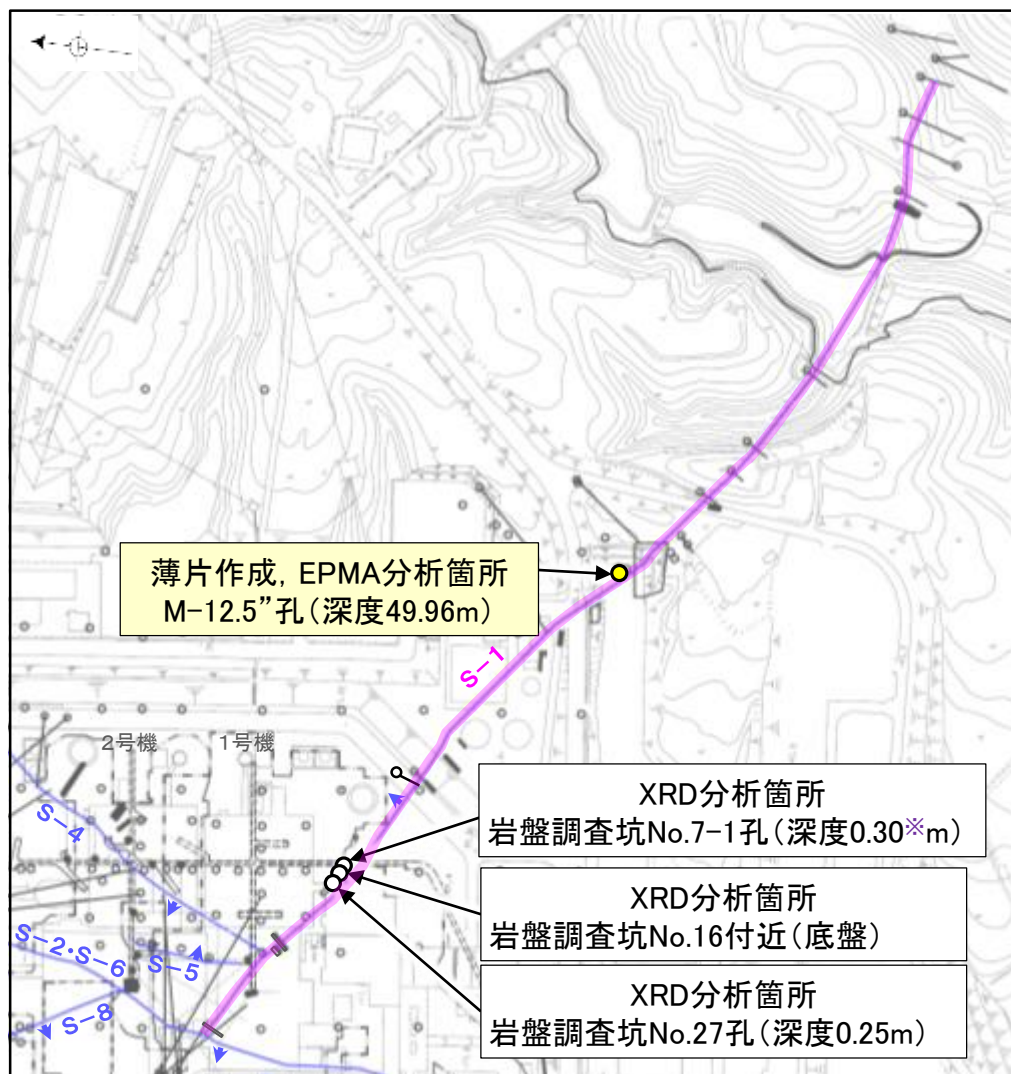 薄片作成，EPMA分析箇所
M-12.5”孔（深度49.96m）
S-1
2号機
1号機
S-4
XRD分析箇所
岩盤調査坑No.7-1孔（深度0.30※m）
XRD分析箇所
岩盤調査坑No.16付近（底盤）
S-2・S-6
S-5
S-8
XRD分析箇所
岩盤調査坑No.27孔（深度0.25m）